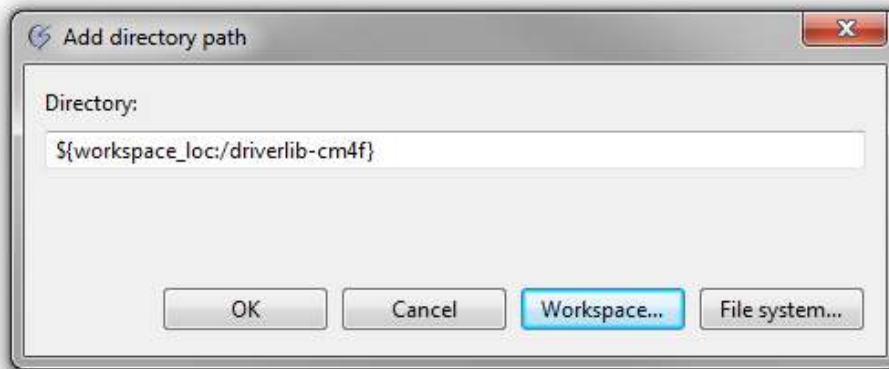 Add directory path
Directory:
${workspace_loc:/driverlib-cm4f}
OK Cancel Workspace... File system...